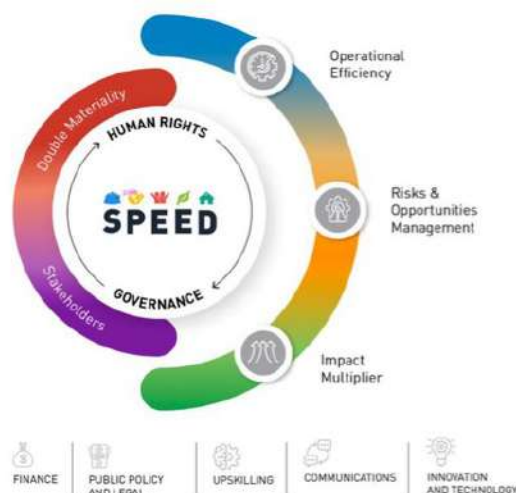 Operational
Efficiency
Double Materiality
HUMAN RIGHTS
SPEED
Risks &
Opportunities
Management
GOVERNANCE
Stakeholders
Impact
Multiplier
FINANCE
PUBLIC POLICY
AND LEGAL
UPSKILLING
COMMUNICATIONS
INNOVATION
AND TECHNOLOGY